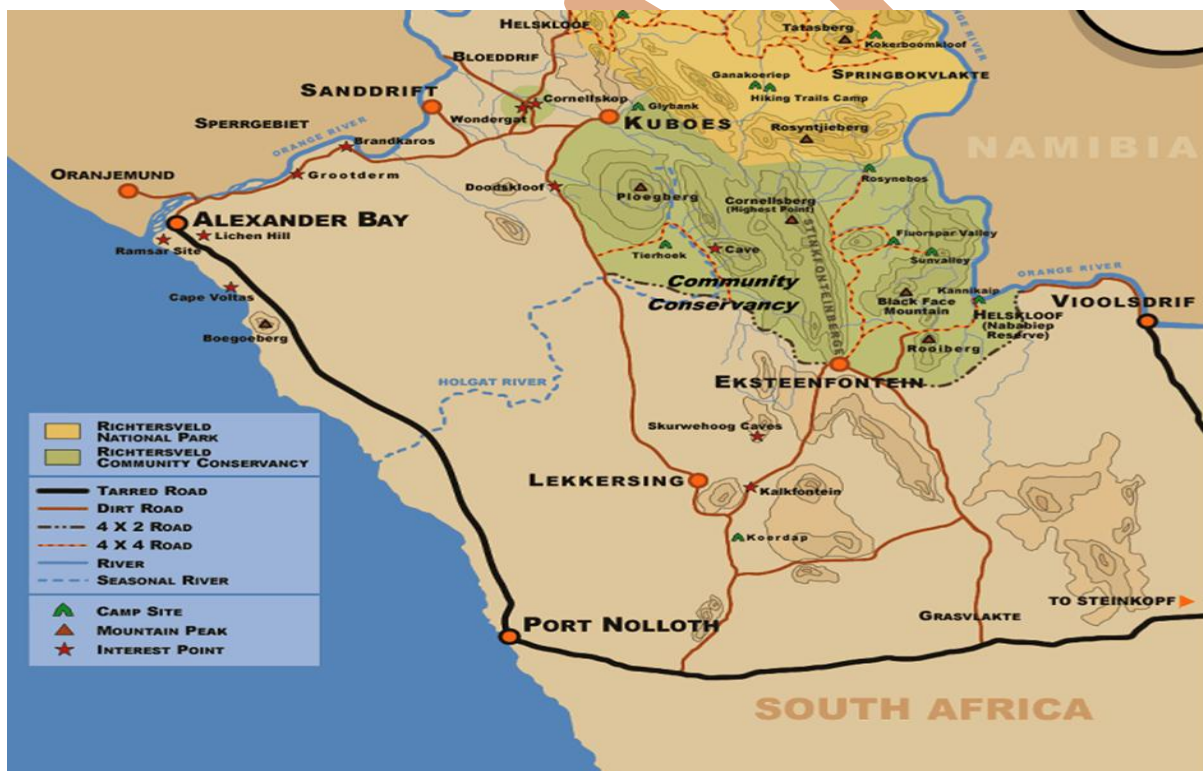 HELSKLOOF
TATASBERG
Kokerboomkloof
ORANGE RIVER
BLOEDDRIF
GANAKOERIEP
SPRINGBOKVLAKTE
Hiking Trails Camp
SANDDRIFT
Cornellskop
Glybank
Wondergat
KUBOES
SPERRGEBIET
Rosyntjieberg
ORANGE RIVER
Brandkaros
NAMIBIA
ORANJEMUND
Grootderm
Doodskloof
Ploegberg
Rosynebos
Cornellsberg
(Highest Point)
ALEXANDER BAY
Lichen Hill
Ramsar Site
STINKFONTEINBERGE
Fluorspar Valley
Tierhoek
Cave
Sunvalley
Community
Conservancy
ORANGE RIVER
Cape Voltas
Kannikaip
Black Face
Mountain
VIOOLSDRIF
HELSKLOOF
(Nababiep
Reserve)
Boegoeberg
Rooiberg
HOLGAT RIVER
EKSTEENFONTEIN
RICHTERSVELD
NATIONAL PARK
RICHTERSVELD
COMMUNITY CONSERVANCY
Skurwehoog Caves
LEKKERSING
Kalkfontein
TARRED ROAD
DIRT ROAD
4 X 2 ROAD
4 X 4 ROAD
RIVER
SEASONAL RIVER
Koerdap
CAMP SITE
MOUNTAIN PEAK
INTEREST POINT
TO STEINKOPF
GRASVLAKTE
PORT NOLLOTH
SOUTH AFRICA